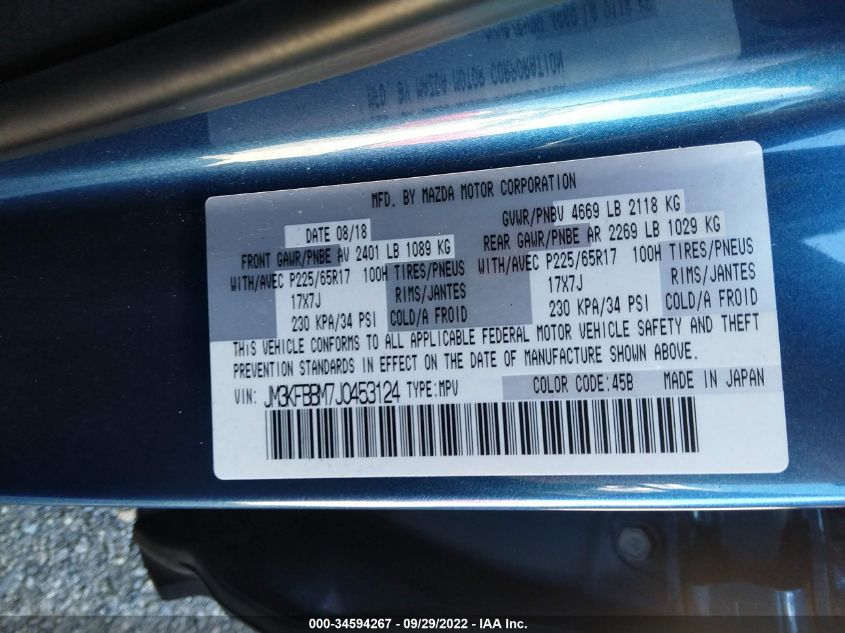 MFD. BY MAZDA MOTOR CORPORATION
DATE 08/18
GVWR/PNBV 4669 LB 2118 KG
FRONT GAWR/PNBE AV 2401 LB 1089 KG
REAR GAWR/PNBE AR 2269 LB 1029 KG
WITH/AVEC P225/65R17 100H TIRES/PNEUS
WITH/AVEC P225/65R17 100H TIRES/PNEUS
17X7J RIMS/JANTES
17X7J RIMS/JANTES
230 KPA/34 PSI COLD/A FROID
230 KPA/34 PSI COLD/A FROID
THIS VEHICLE CONFORMS TO ALL APPLICABLE FEDERAL MOTOR VEHICLE SAFETY AND THEFT
PREVENTION STANDARDS IN EFFECT ON THE DATE OF MANUFACTURE SHOWN ABOVE.
VIN: JM3KFBBM7J0453124 TYPE:MPV COLOR CODE:45B MADE IN JAPAN
000-34594267 - 09/29/2022 - IAA Inc.